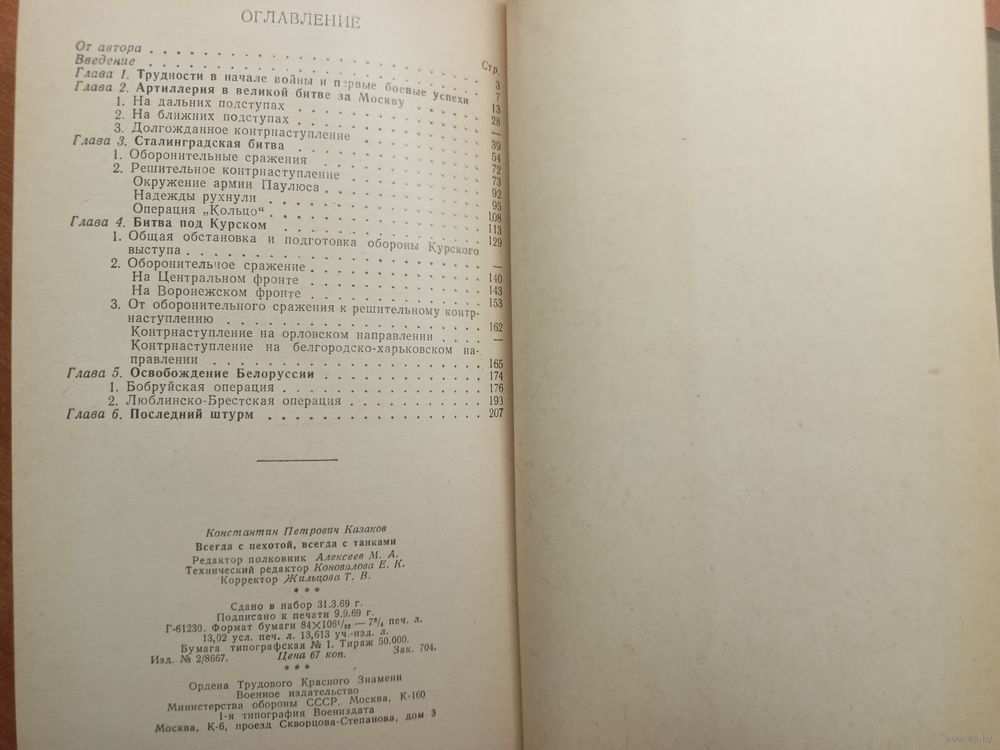 ОГЛАВЛЕНИЕ
Стр.
От автора . . . 3
Введение . . . 7
Глава 1. Трудности в начале войны и первые боевые успехи . 13
Глава 2. Артиллерия в великой битве за Москву . . . 28
1. На дальних подступах . . . —
2. На ближних подступах . . . 39
3. Долгожданное контрнаступление . . . 54
Глава 3. Сталинградская битва . . . 72
1. Оборонительные сражения . . . 73
2. Решительное контрнаступление . . . 92
Окружение армии Паулюса . . . 95
Надежды рухнули . . . 108
Операция „Кольцо“ . . . 113
Глава 4. Битва под Курском . . . 129
1. Общая обстановка и подготовка обороны Курского
выступа . . . —
2. Оборонительное сражение . . . 140
На Центральном фронте . . . 143
На Воронежском фронте . . . 153
3. От оборонительного сражения к решительному контр-
наступлению . . . 162
Контрнаступление на орловском направлении . . . —
Контрнаступление на белгородско-харьковском на-
правлении . . . 165
Глава 5. Освобождение Белоруссии . . . 174
1. Бобруйская операция . . . 176
2. Люблинско-Брестская операция . . . 193
Глава 6. Последний штурм . . . 207
Константин Петрович Казаков
Всегда с пехотой, всегда с танками
Редактор полковник Алексеев М. А.
Технический редактор Коновалова Е. К.
Корректор Жильцова Т. В.
* * *
Сдано в набор 31.3.69 г.
Подписано к печати 9.9.69 г.
Г-61230. Формат бумаги 84×108¹/₃₂ — 7³/₄ печ. л.
13,02 усл. печ. л. 13,613 уч.-изд. л.
Бумага типографская № 1. Тираж 50.000.
Изд. № 2/8667. Цена 67 коп. Зак. 704.
* * *
Ордена Трудового Красного Знамени
Военное издательство
Министерства обороны СССР. Москва, К-160
1-я типография Воениздата
Москва, К-6, проезд Скворцова-Степанова, дом 3
www.ay.by